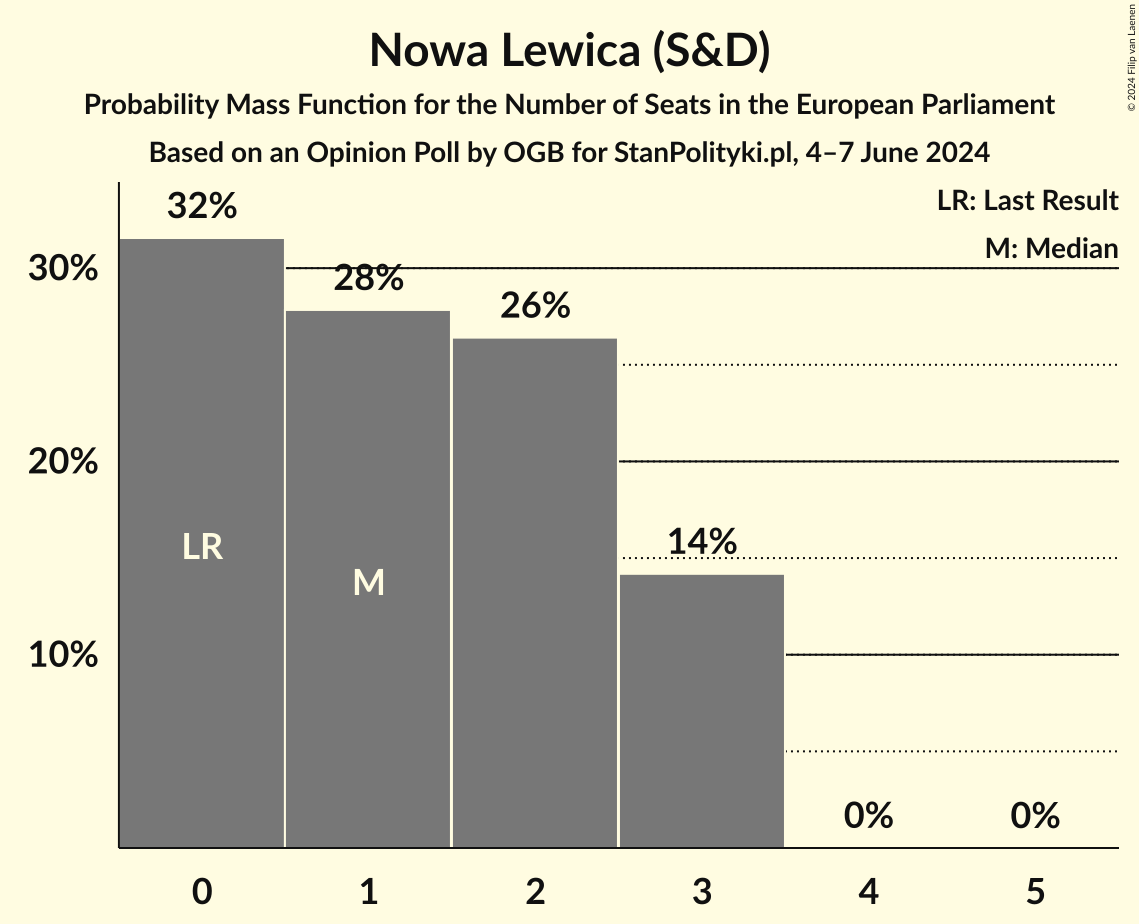 Nowa Lewica (S&D)
Probability Mass Function for the Number of Seats in the European Parliament
Based on an Opinion Poll by OGB for StanPolityki.pl, 4–7 June 2024
© 2024 Filip van Laenen
LR: Last Result
M: Median
32%
28%
26%
14%
0%
0%
30%
20%
10%
LR
M
0
1
2
3
4
5